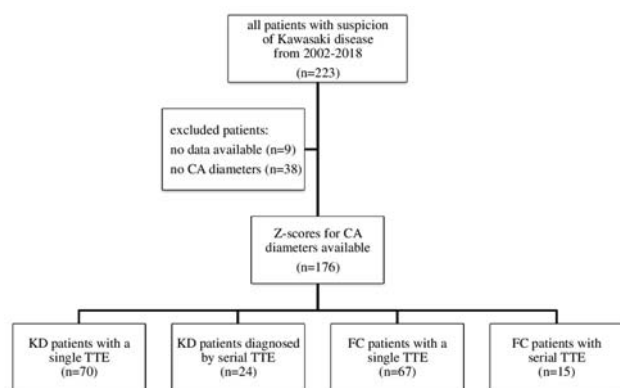 all patients with suspicion
of Kawasaki disease
from 2002-2018
(n=223)
excluded patients:
no data available (n=9)
no CA diameters (n=38)
Z-scores for CA
diameters available
(n=176)
KD patients with a
single TTE
(n=70)
KD patients diagnosed
by serial TTE
(n=24)
FC patients with a
single TTE
(n=67)
FC patients with
serial TTE
(n=15)